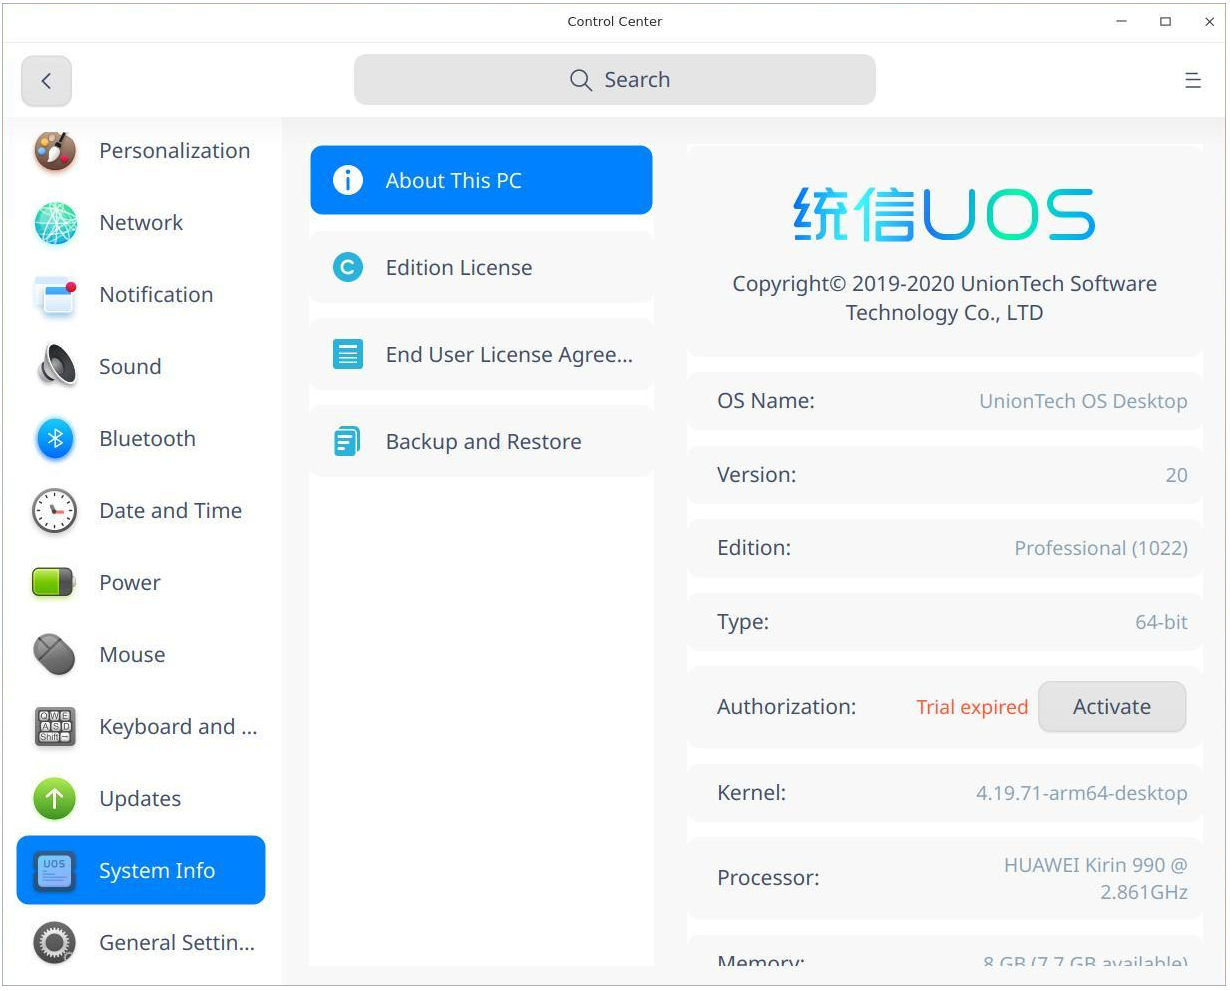 Control Center
Search
Personalization
Network
Notification
Sound
Bluetooth
Date and Time
Power
Mouse
Keyboard and ...
Updates
System Info
General Settin...
About This PC
Edition License
End User License Agree...
Backup and Restore
统信UOS
Copyright© 2019-2020 UnionTech Software
Technology Co., LTD
OS Name: UnionTech OS Desktop
Version: 20
Edition: Professional (1022)
Type: 64-bit
Authorization: Trial expired Activate
Kernel: 4.19.71-arm64-desktop
Processor: HUAWEI Kirin 990 @
2.861GHz
Memory: 8 GB (7.7 GB available)